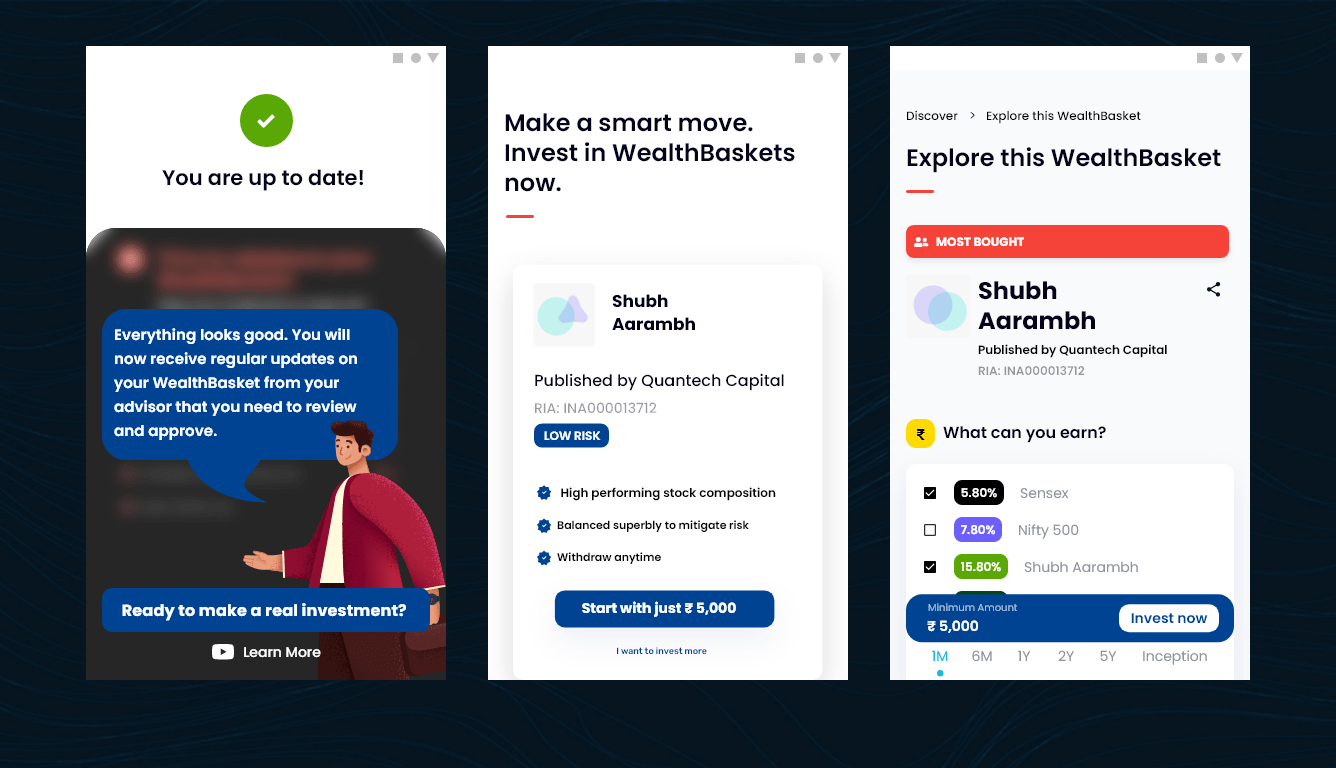 You are up to date!
Everything looks good. You will
now receive regular updates on
your WealthBasket from your
advisor that you need to review
and approve.
Ready to make a real investment?
Learn More
Make a smart move.
Invest in WealthBaskets
now.
Shubh
Aarambh
Published by Quantech Capital
RIA: INA000013712
LOW RISK
High performing stock composition
Balanced superbly to mitigate risk
Withdraw anytime
Start with just ₹ 5,000
I want to invest more
Discover > Explore this WealthBasket
Explore this WealthBasket
MOST BOUGHT
Shubh
Aarambh
Published by Quantech Capital
RIA: INA000013712
₹ What can you earn?
5.80% Sensex
7.80% Nifty 500
15.80% Shubh Aarambh
Minimum Amount
₹ 5,000
Invest now
1M 6M 1Y 2Y 5Y Inception